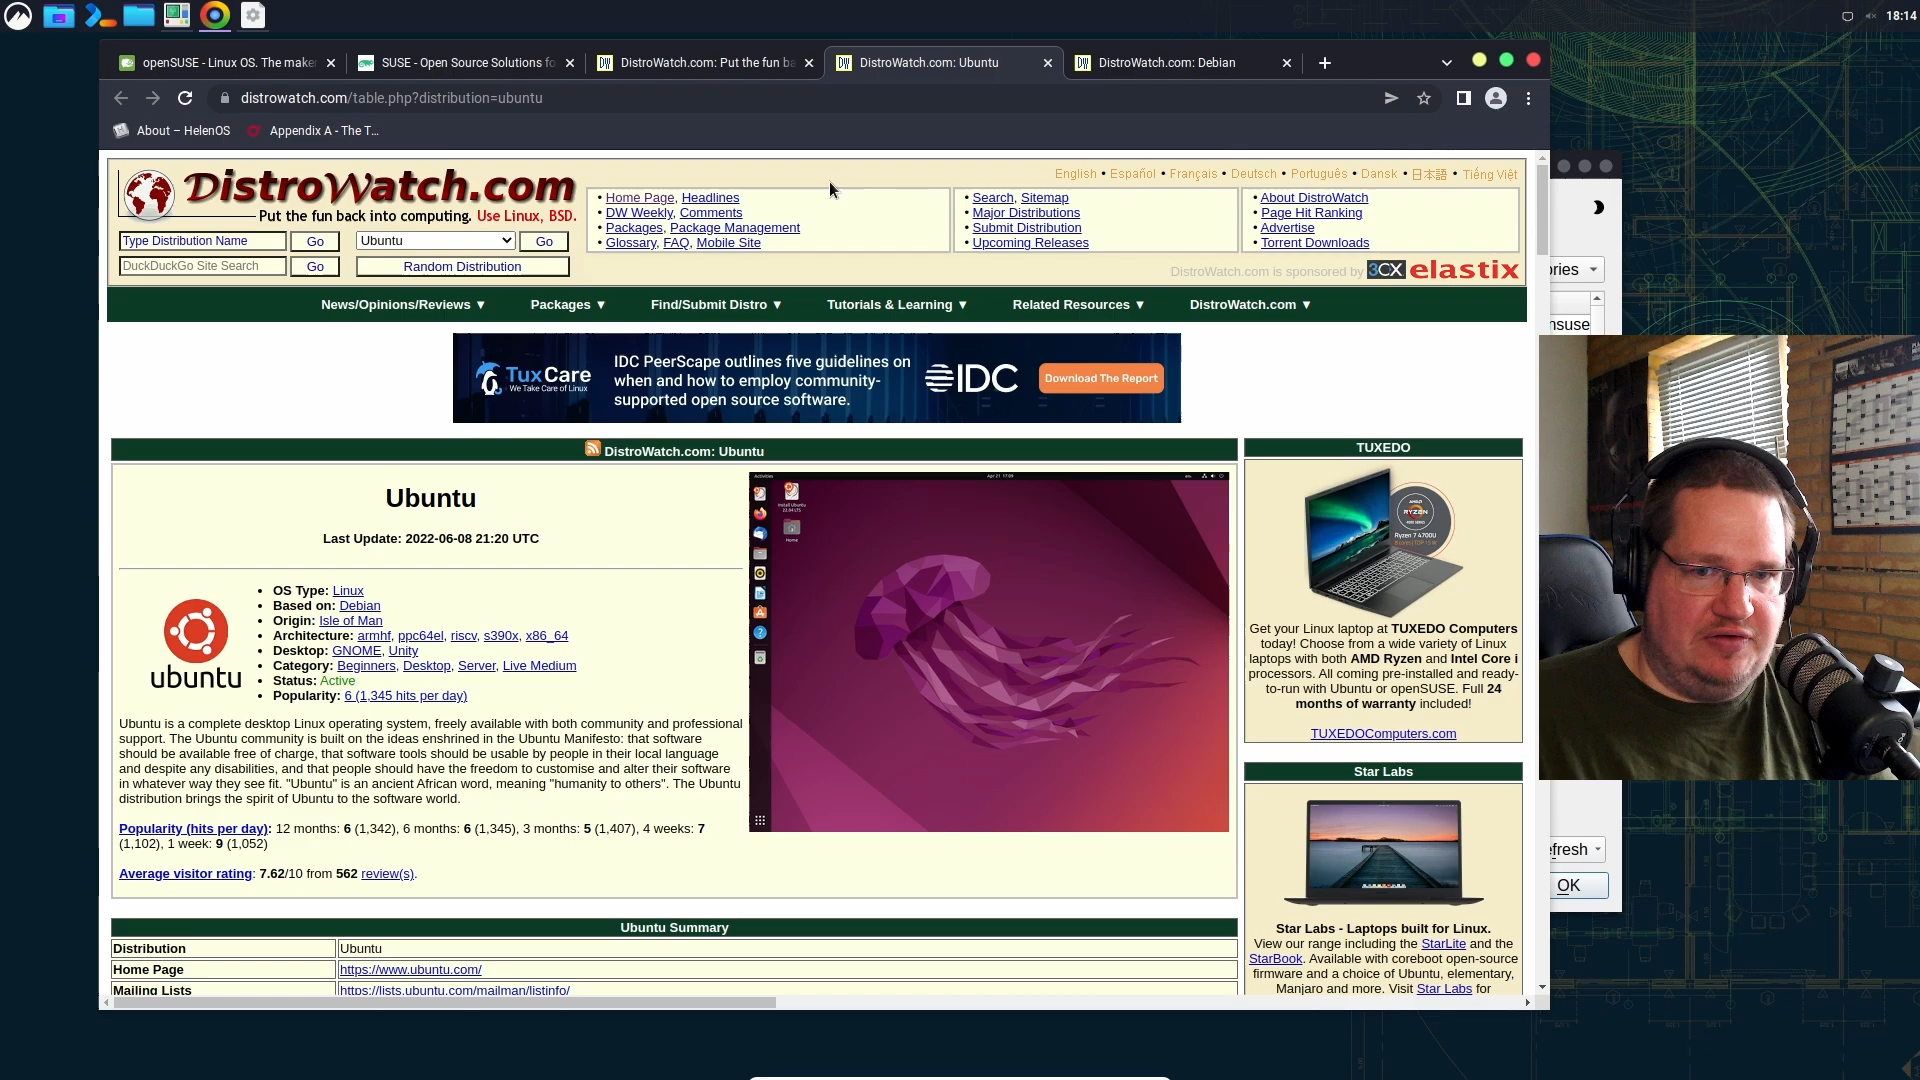 18:14
openSUSE - Linux OS. The maker
SUSE - Open Source Solutions fo
DistroWatch.com: Put the fun ba
DistroWatch.com: Ubuntu
DistroWatch.com: Debian
distrowatch.com/table.php?distribution=ubuntu
About – HelenOS
Appendix A - The T...
DistroWatch.com
Put the fun back into computing. Use Linux, BSD.
English • Español • Français • Deutsch • Português • Dansk • 日本語 • Tiếng Việt
• Home Page, Headlines
• DW Weekly, Comments
• Packages, Package Management
• Glossary, FAQ, Mobile Site
• Search, Sitemap
• Major Distributions
• Submit Distribution
• Upcoming Releases
• About DistroWatch
• Page Hit Ranking
• Advertise
• Torrent Downloads
Type Distribution Name Go Ubuntu Go
DuckDuckGo Site Search Go Random Distribution
DistroWatch.com is sponsored by 3CX elastix
News/Opinions/Reviews ▼ Packages ▼ Find/Submit Distro ▼ Tutorials & Learning ▼ Related Resources ▼ DistroWatch.com ▼
TuxCare
We Take Care of Linux
IDC PeerScape outlines five guidelines on
when and how to employ community-
supported open source software.
IDC
Download The Report
DistroWatch.com: Ubuntu
Ubuntu
Last Update: 2022-06-08 21:20 UTC
ubuntu
• OS Type: Linux
• Based on: Debian
• Origin: Isle of Man
• Architecture: armhf, ppc64el, riscv, s390x, x86_64
• Desktop: GNOME, Unity
• Category: Beginners, Desktop, Server, Live Medium
• Status: Active
• Popularity: 6 (1,345 hits per day)
Ubuntu is a complete desktop Linux operating system, freely available with both community and professional
support. The Ubuntu community is built on the ideas enshrined in the Ubuntu Manifesto: that software
should be available free of charge, that software tools should be usable by people in their local language
and despite any disabilities, and that people should have the freedom to customise and alter their software
in whatever way they see fit. "Ubuntu" is an ancient African word, meaning "humanity to others". The Ubuntu
distribution brings the spirit of Ubuntu to the software world.
Popularity (hits per day): 12 months: 6 (1,342), 6 months: 6 (1,345), 3 months: 5 (1,407), 4 weeks: 7
(1,102), 1 week: 9 (1,052)
Average visitor rating: 7.62/10 from 562 review(s).
Ubuntu Summary
Distribution Ubuntu
Home Page https://www.ubuntu.com/
Mailing Lists https://lists.ubuntu.com/mailman/listinfo/
TUXEDO
AMD
RYZEN
Ryzen 7 4700U
Get your Linux laptop at TUXEDO Computers
today! Choose from a wide variety of Linux
laptops with both AMD Ryzen and Intel Core i
processors. All coming pre-installed and ready-
to-run with Ubuntu or openSUSE. Full 24
months of warranty included!
TUXEDOComputers.com
Star Labs
Star Labs - Laptops built for Linux.
View our range including the StarLite and the
StarBook. Available with coreboot open-source
firmware and a choice of Ubuntu, elementary,
Manjaro and more. Visit Star Labs for
ories
nsuse
efresh
OK